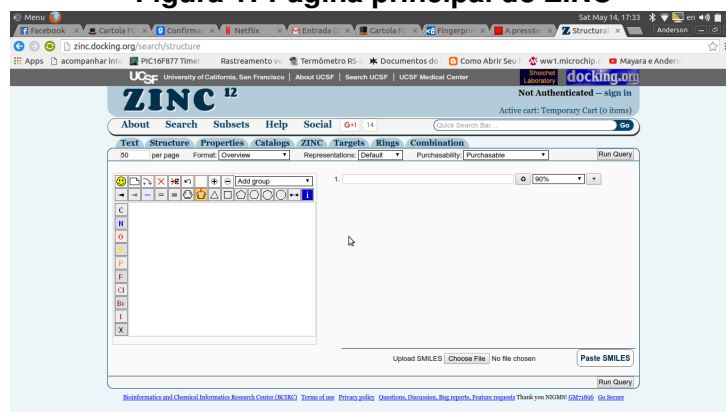 Figura 1: Página principal do ZINC
Menu Sat May 14, 17:33 en
Facebook Cartola FC Confirmaç Netflix Entrada (2 Cartola FC Fingerprin A pressão Structural Anderson
zinc.docking.org/search/structure
Apps acompanhar inte PIC16F877 Timer Rastreamento ve Termômetro RS- Documentos do Como Abrir Seu ww1.microchip.c Mayara e Anders
UCSF University of California, San Francisco | About UCSF | Search UCSF | UCSF Medical Center Shoichet Laboratory docking.org
ZINC 12
Not Authenticated — sign in
Active cart: Temporary Cart (0 items)
About Search Subsets Help Social G+1 14 Quick Search Bar... Go
Text Structure Properties Catalogs ZINC Targets Rings Combination
50 per page Format: Overview Representations: Default Purchasability: Purchasable Run Query
Add group
1. 90% +
C
N
O
S
P
F
Cl
Br
I
X
Upload SMILES Choose File No file chosen Paste SMILES
Run Query
Bioinformatics and Chemical Informatics Research Center (BCIRC) Terms of use Privacy policy Questions, Discussion, Bug reports, Feature requests Thank you NIGMS! GM71896 Go Secure